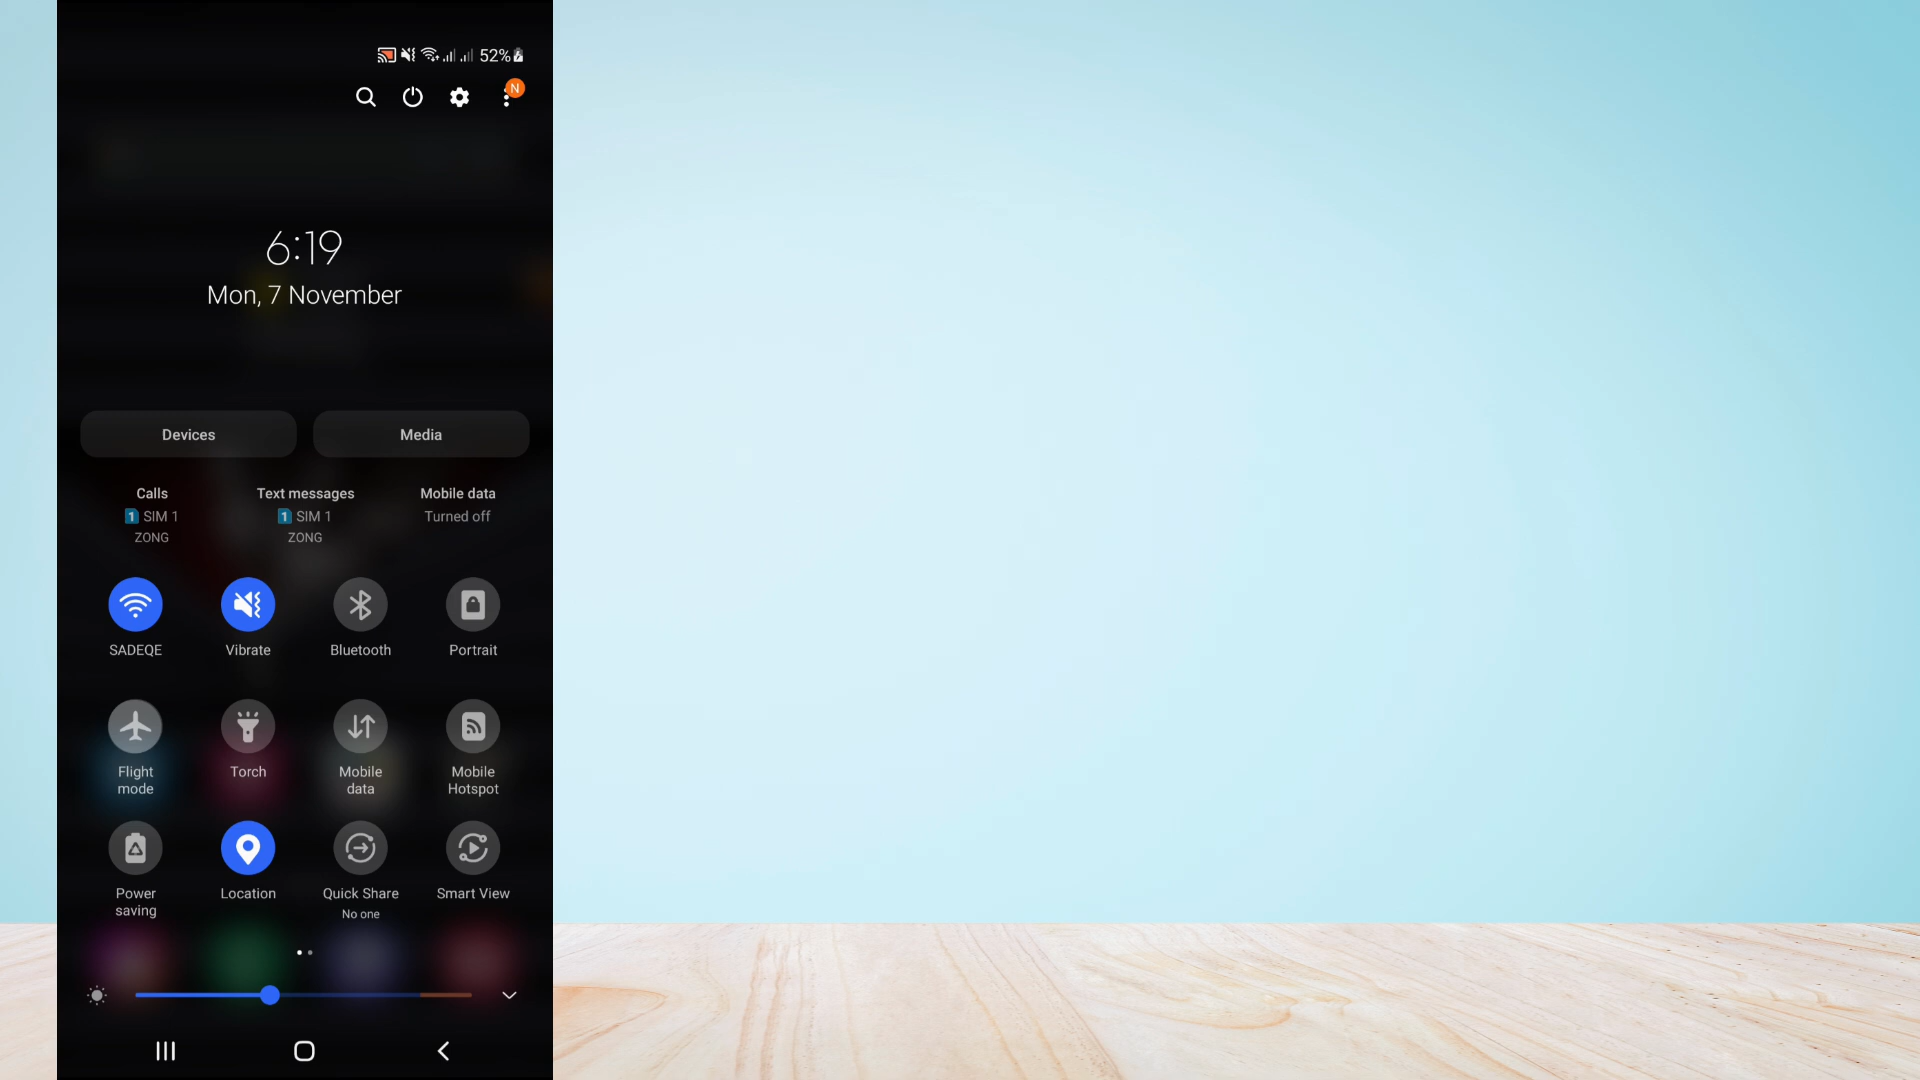 52%
N
6:19
Mon, 7 November
Devices Media
Calls Text messages Mobile data
1 SIM 1 1 SIM 1 Turned off
ZONG ZONG
SADEQE Vibrate Bluetooth Portrait
Flight Torch Mobile Mobile
mode data Hotspot
Power Location Quick Share Smart View
saving No one